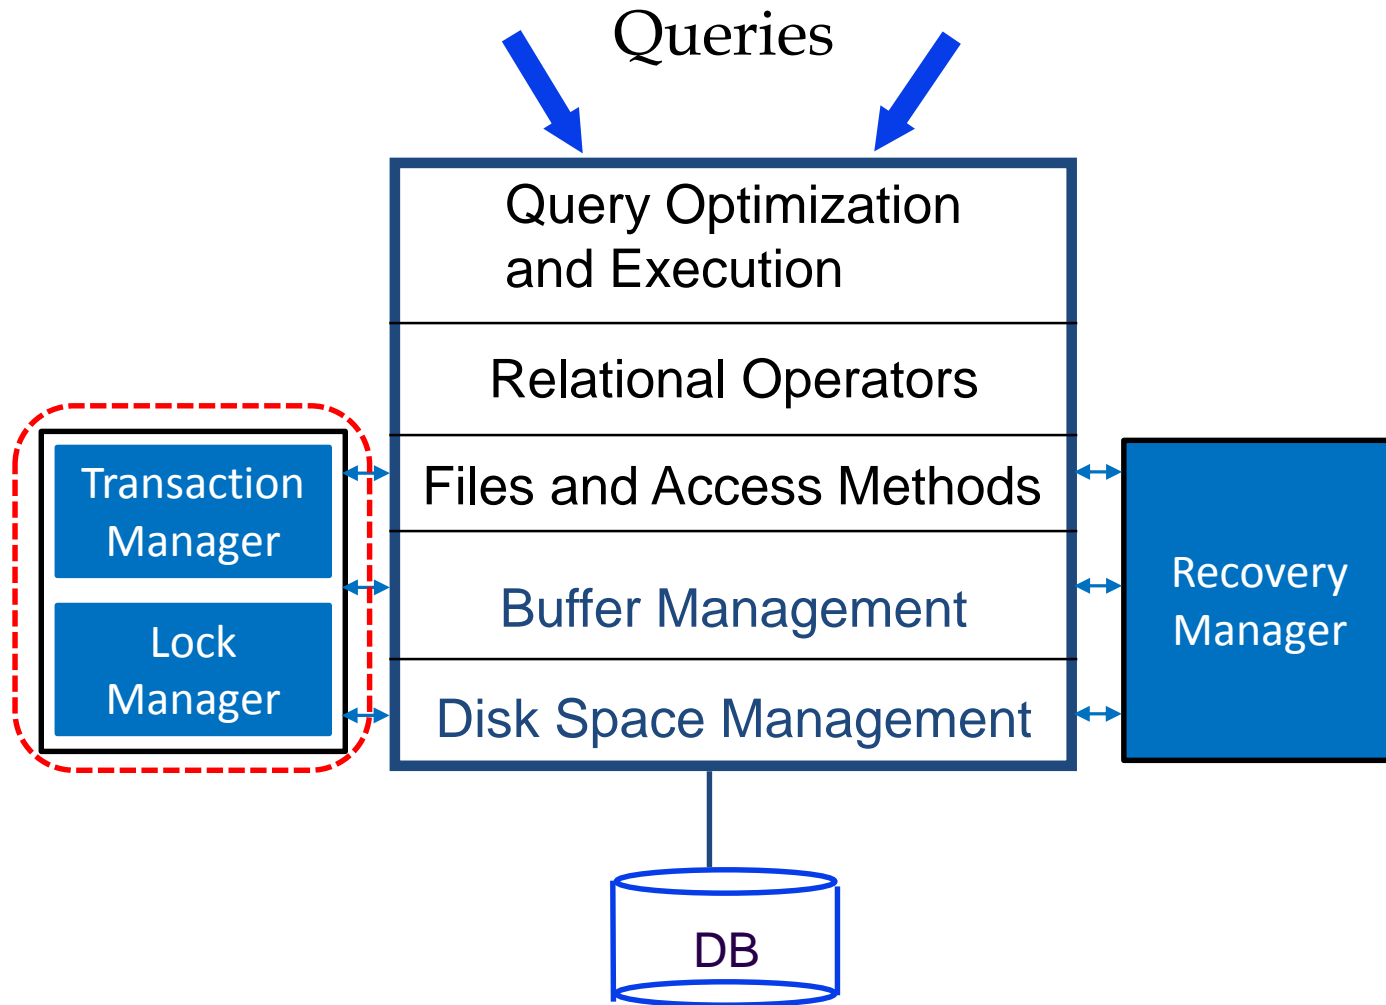 Queries
Query Optimization
and Execution
Relational Operators
Files and Access Methods
Buffer Management
Disk Space Management
Transaction
Manager
Lock
Manager
Recovery
Manager
DB